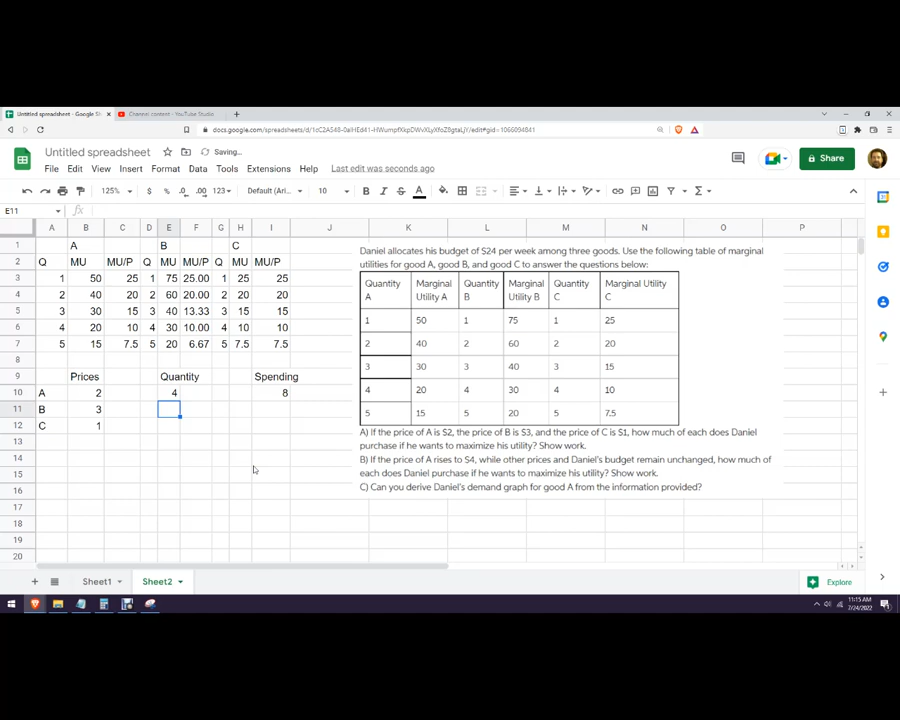 Untitled spreadsheet - Google Sh × Channel content - YouTube Studio × +
docs.google.com/spreadsheets/d/
Untitled spreadsheet Saving...
File Edit View Insert Format Data Tools Extensions Help Last edit was seconds ago
Share
125% $ % .0 .00 123 Default (Ari... 10 B I S A
E11 fx
A B C D E F G H I J K L M N O P
1 A B C
2 Q MU MU/P Q MU MU/P Q MU MU/P
3 1 50 25 1 75 25.00 1 25 25
4 2 40 20 2 60 20.00 2 20 20
5 3 30 15 3 40 13.33 3 15 15
6 4 20 10 4 30 10.00 4 10 10
7 5 15 7.5 5 20 6.67 5 7.5 7.5
8
9 Prices Quantity Spending
10 A 2 4 8
11 B 3
12 C 1
13
14
15
16
17
18
19
20
Daniel allocates his budget of $24 per week among three goods. Use the following table of marginal
utilities for good A, good B, and good C to answer the questions below:
Quantity A Marginal Utility A Quantity B Marginal Utility B Quantity C Marginal Utility C
1 50 1 75 1 25
2 40 2 60 2 20
3 30 3 40 3 15
4 20 4 30 4 10
5 15 5 20 5 7.5
A) If the price of A is $2, the price of B is $3, and the price of C is $1, how much of each does Daniel
purchase if he wants to maximize his utility? Show work.
B) If the price of A rises to $4, while other prices and Daniel's budget remain unchanged, how much of
each does Daniel purchase if he wants to maximize his utility? Show work.
C) Can you derive Daniel's demand graph for good A from the information provided?
+ Sheet1 Sheet2 Explore
11:15 AM
7/24/2022